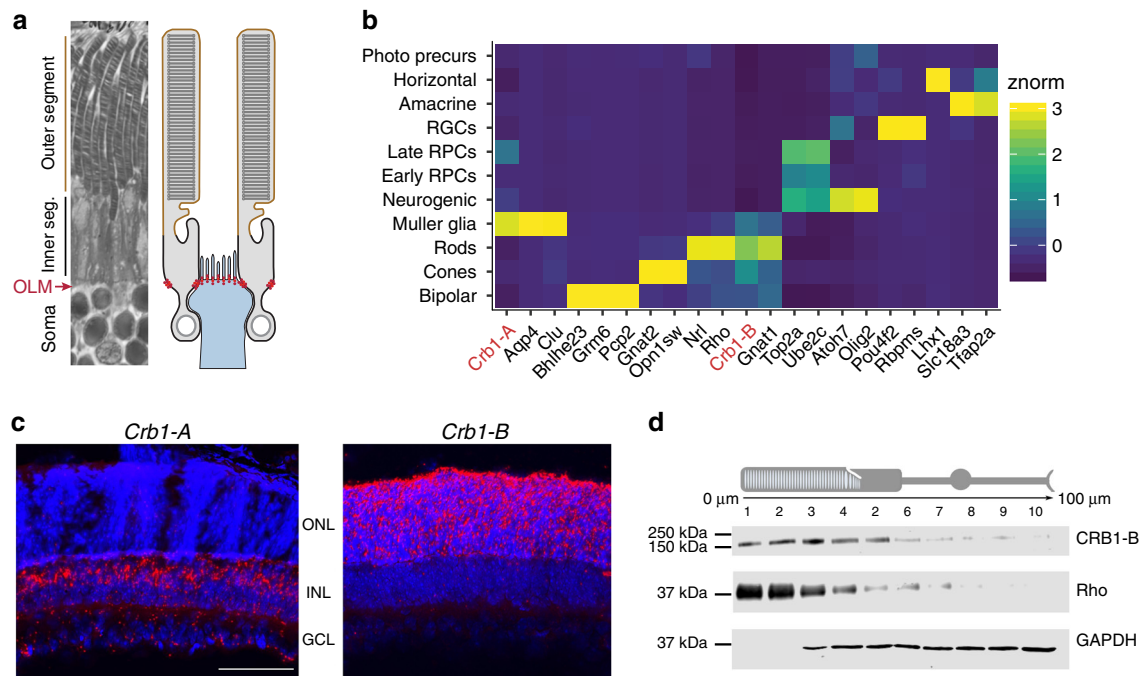 a
Outer segment
Inner seg.
OLM
Soma
b
Photo precurs
Horizontal
Amacrine
RGCs
Late RPCs
Early RPCs
Neurogenic
Muller glia
Rods
Cones
Bipolar
Crb1-A
Aqp4
Clu
Bhlhe23
Grm6
Pcp2
Gnat2
Opn1sw
Nrl
Rho
Crb1-B
Gnat1
Top2a
Ube2c
Atoh7
Olig2
Pou4f2
Rbpms
Lhx1
Slc18a3
Tfap2a
znorm
3
2
1
0
c
Crb1-A
Crb1-B
ONL
INL
GCL
d
0 µm
100 µm
1 2 3 4 2 6 7 8 9 10
250 kDa
150 kDa
CRB1-B
37 kDa
Rho
37 kDa
GAPDH